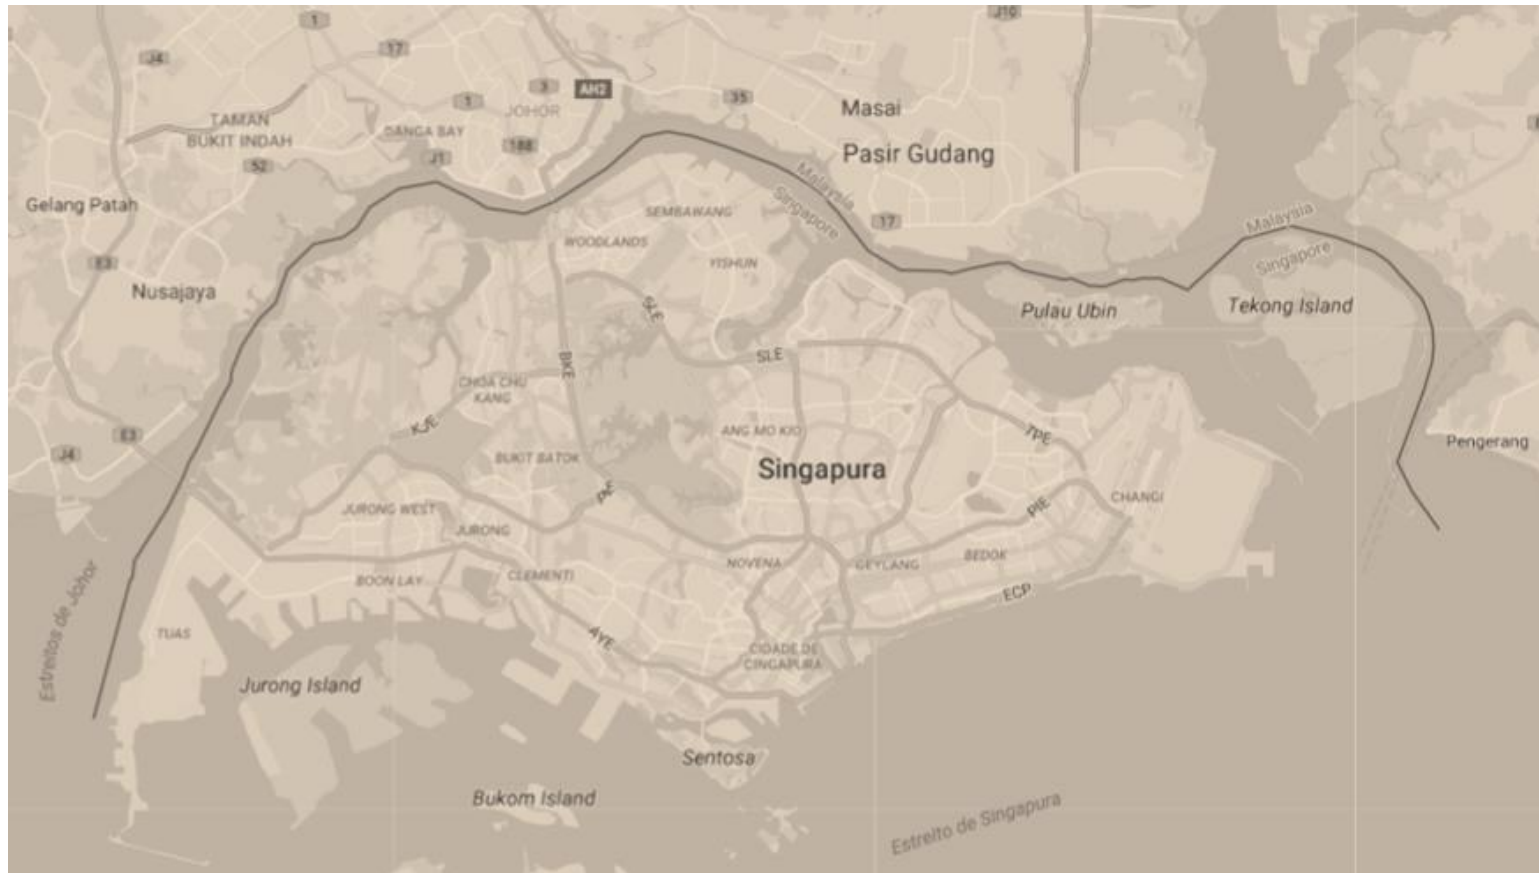 1
J10
17
J4
3
AH2
1
35
JOHOR
Masai
TAMAN
BUKIT INDAH
DANGA BAY
188
J1
52
Pasir Gudang
Malaysia
Singapore
Gelang Patah
SEMBAWANG
17
Malaysia
Singapore
WOODLANDS
YISHUN
E3
Nusajaya
SLE
Pulau Ubin
Tekong Island
SLE
BKE
CHOA CHU
KANG
KJE
ANG MO KIO
TPE
E3
J4
Pengerang
BUKIT BATOK
Singapura
PIE
CHANGI
JURONG WEST
PIE
JURONG
NOVENA
GEYLANG
BEDOK
BOON LAY
CLEMENTI
ECP
Estreitos de Johor
TUAS
AYE
CIDADE DE
CINGAPURA
Jurong Island
Sentosa
Bukom Island
Estreito de Singapura